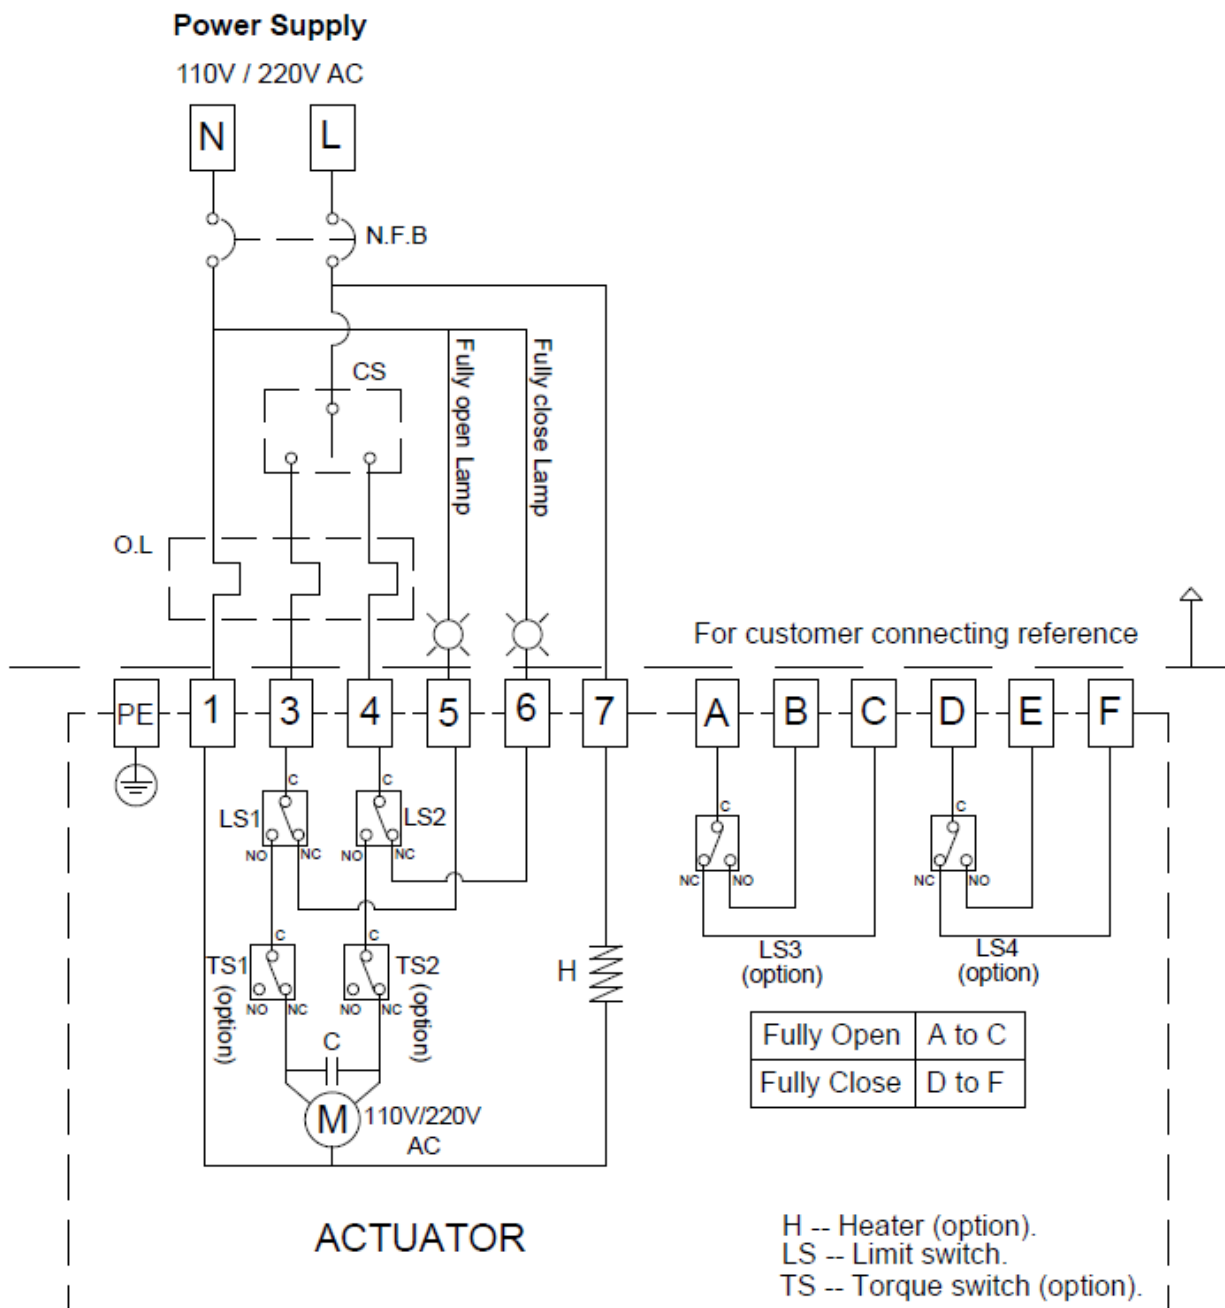 Power Supply
110V / 220V AC
N L
N.F.B
CS
Fully open Lamp
Fully close Lamp
O.L
For customer connecting reference
PE 1 3 4 5 6 7 A B C D E F
C C
LS1 LS2
NO NC NO NC
C C
NC NO NC NO
C C
TS1 (option) TS2 (option)
NO NC NO NC
H
LS3 LS4
(option) (option)
C
M 110V/220V
AC
Fully Open A to C
Fully Close D to F
ACTUATOR
H -- Heater (option).
LS -- Limit switch.
TS -- Torque switch (option).